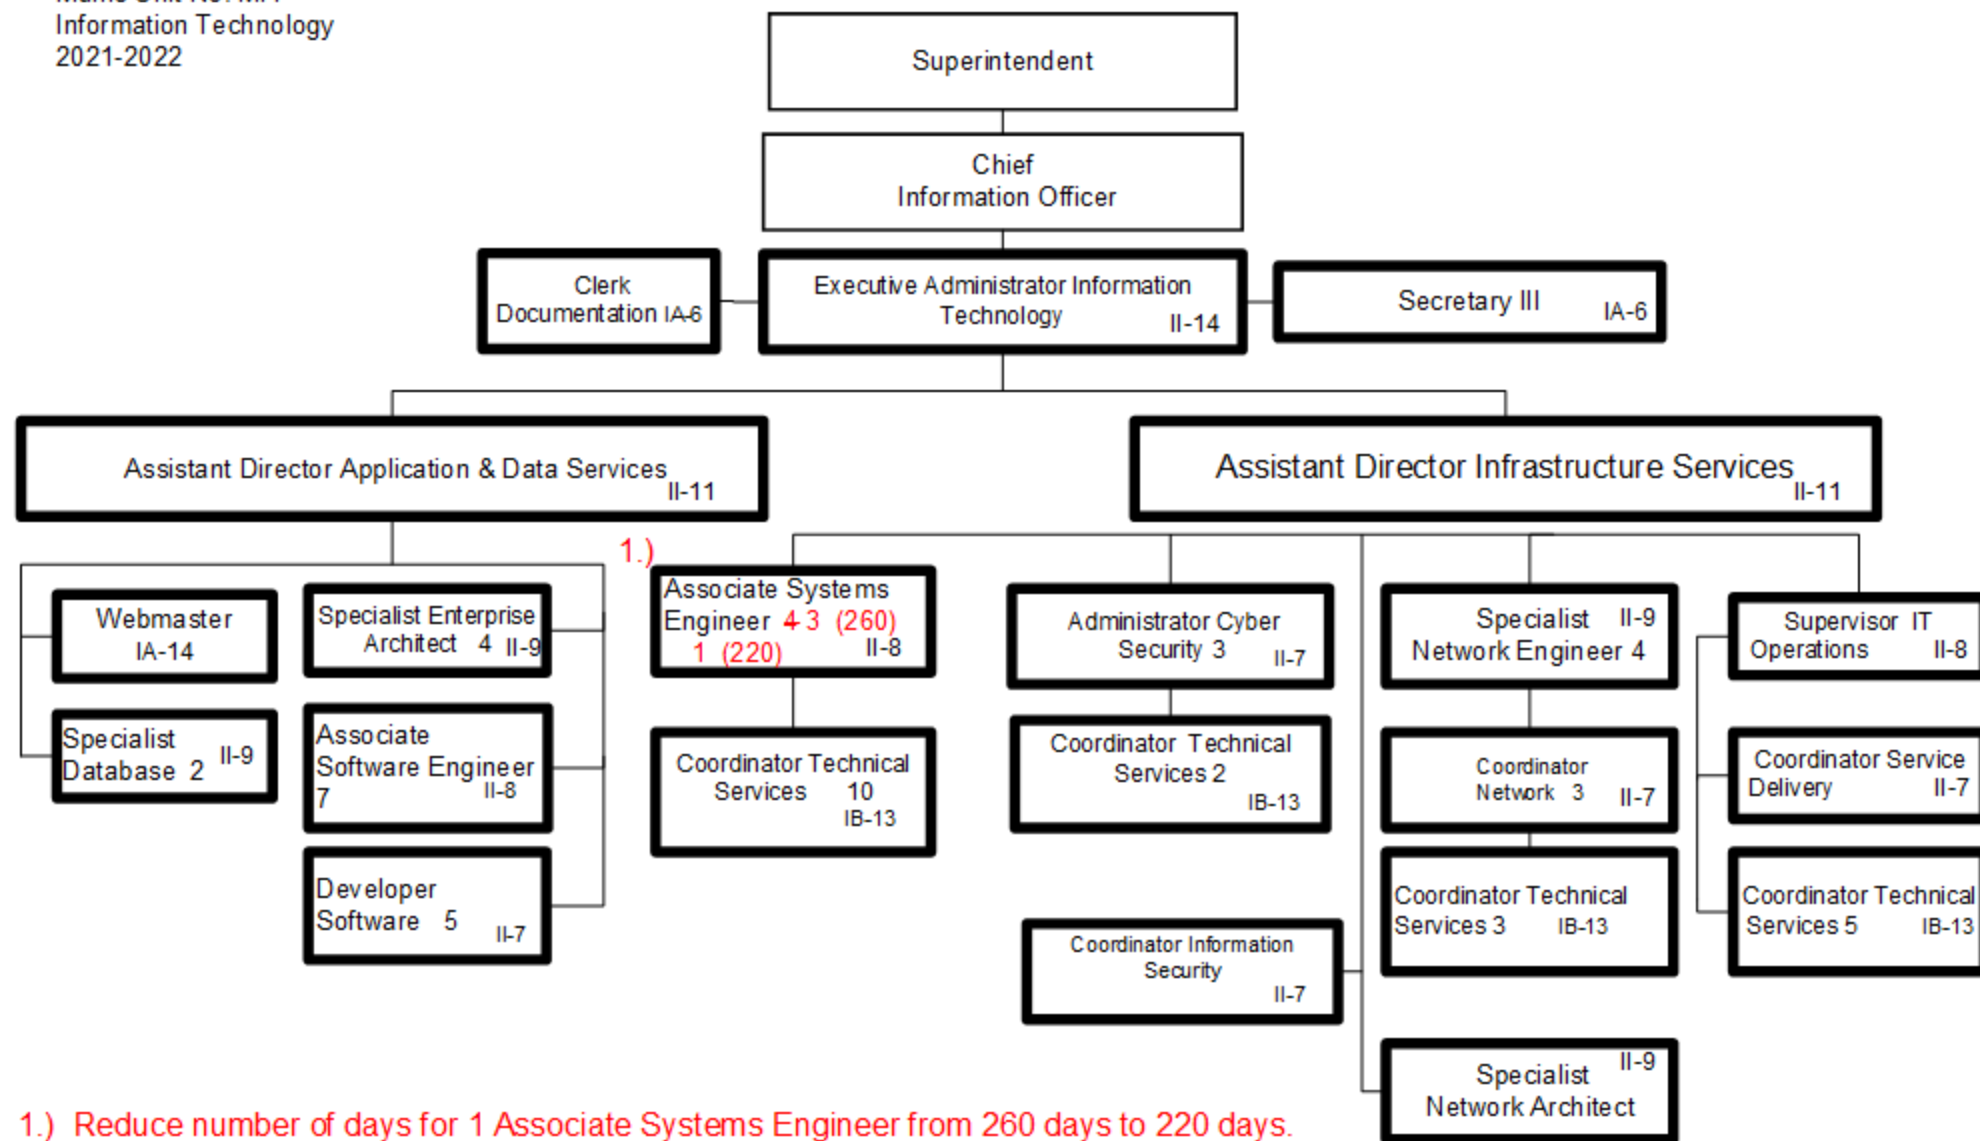 Information Technology
2021-2022
Superintendent
Chief
Information Officer
Clerk
Documentation IA-6
Executive Administrator Information
Technology II-14
Secretary III IA-6
Assistant Director Application & Data Services
II-11
Assistant Director Infrastructure Services
II-11
1.)
Webmaster
IA-14
Specialist
Database 2 II-9
Specialist Enterprise
Architect 4 II-9
Associate
Software Engineer
7 II-8
Developer
Software 5
II-7
Associate Systems
Engineer 4 3 (260)
1 (220) II-8
Coordinator Technical
Services 10
IB-13
Administrator Cyber
Security 3 II-7
Coordinator Technical
Services 2
IB-13
Coordinator Information
Security
II-7
Specialist II-9
Network Engineer 4
Coordinator
Network 3 II-7
Coordinator Technical
Services 3 IB-13
II-9
Specialist
Network Architect
Supervisor IT
Operations II-8
Coordinator Service
Delivery II-7
Coordinator Technical
Services 5 IB-13
1.) Reduce number of days for 1 Associate Systems Engineer from 260 days to 220 days.